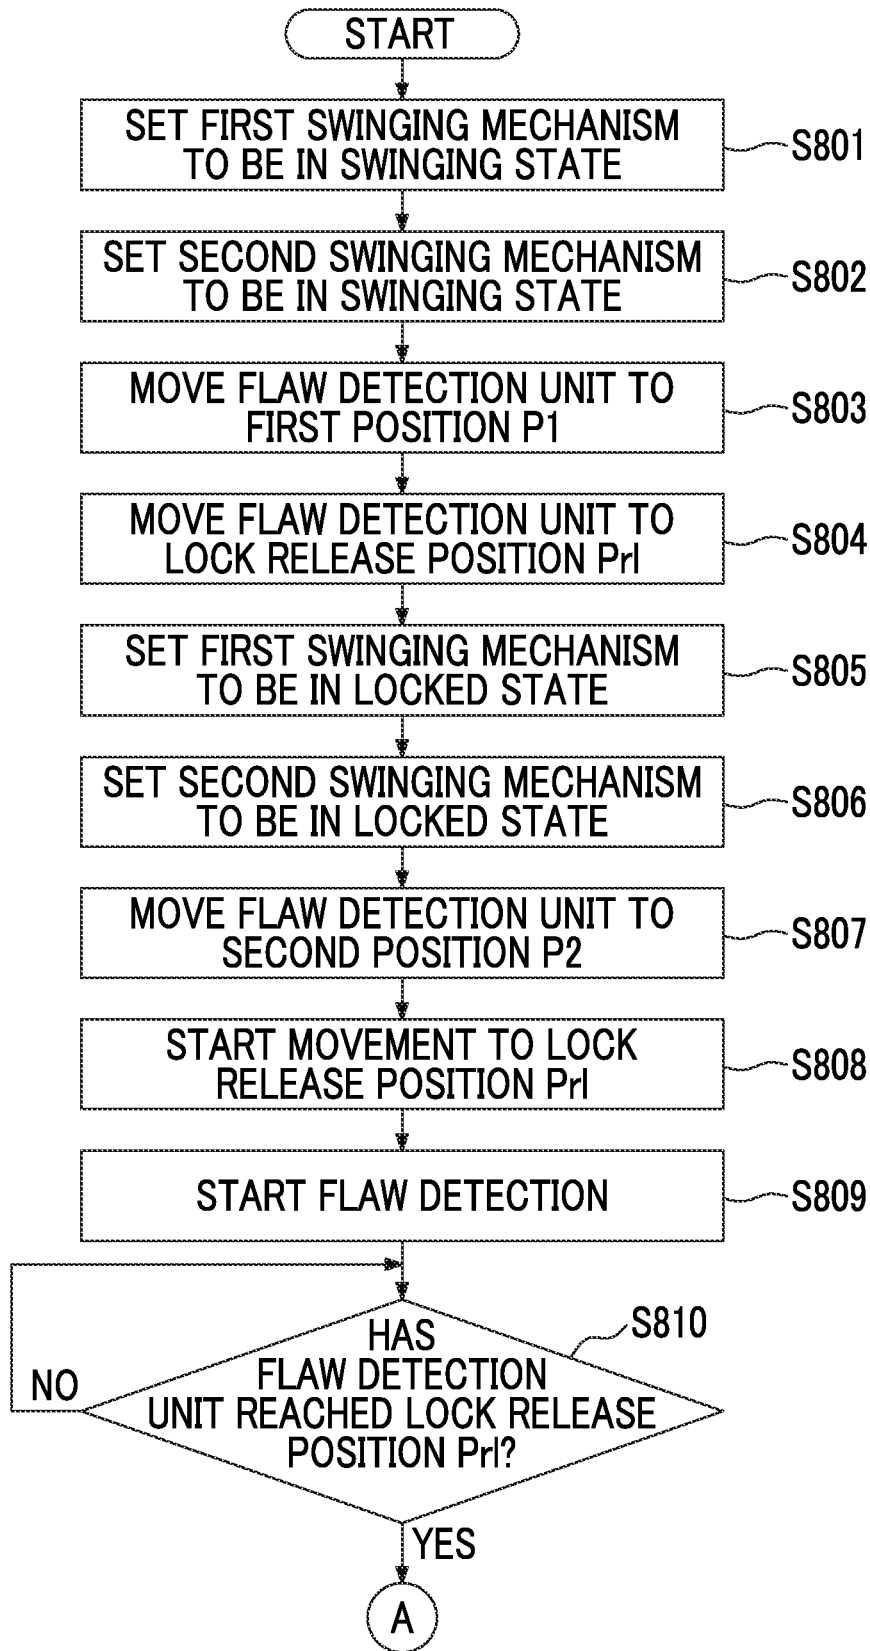 START
SET FIRST SWINGING MECHANISM
TO BE IN SWINGING STATE
S801
SET SECOND SWINGING MECHANISM
TO BE IN SWINGING STATE
S802
MOVE FLAW DETECTION UNIT TO
FIRST POSITION P1
S803
MOVE FLAW DETECTION UNIT TO
LOCK RELEASE POSITION Prl
S804
SET FIRST SWINGING MECHANISM
TO BE IN LOCKED STATE
S805
SET SECOND SWINGING MECHANISM
TO BE IN LOCKED STATE
S806
MOVE FLAW DETECTION UNIT TO
SECOND POSITION P2
S807
START MOVEMENT TO LOCK
RELEASE POSITION Prl
S808
START FLAW DETECTION
S809
HAS
FLAW DETECTION
UNIT REACHED LOCK RELEASE
POSITION Prl?
S810
NO
YES
A